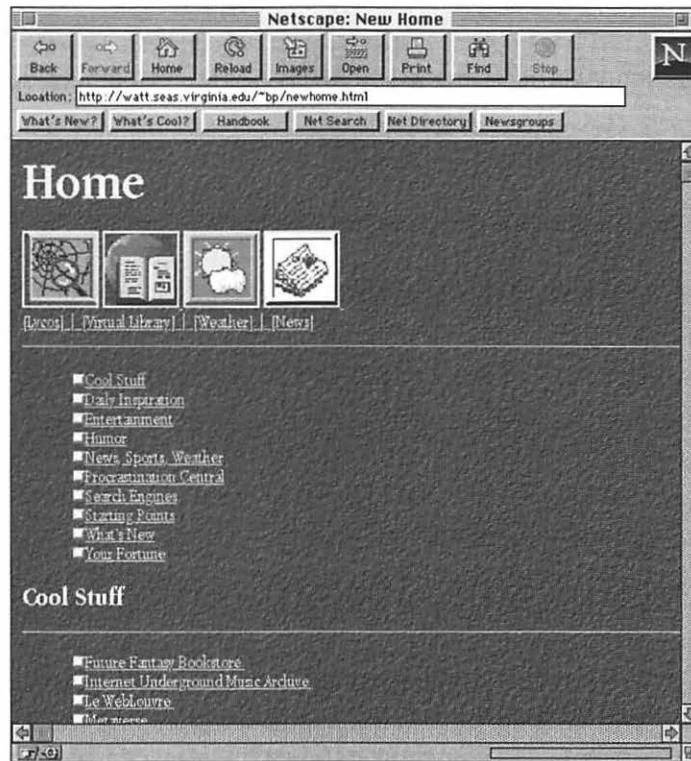 Netscape: New Home
Back Forward Home Reload Images Open Print Find Stop
N
Location: http://watt.seas.virginia.edu/~bp/newhome.html
What's New? What's Cool? Handbook Net Search Net Directory Newsgroups
Home
[Lycos] | [Virtual Library] | [Weather] | [News]
Cool Stuff
Daily Inspiration
Entertainment
Humor
News, Sports, Weather
Procrastination Central
Search Engines
Starting Points
What's New
Your Fortune
Cool Stuff
Future Fantasy Bookstore
Internet Underground Music Archive
Le WebLouvre
Metaverse